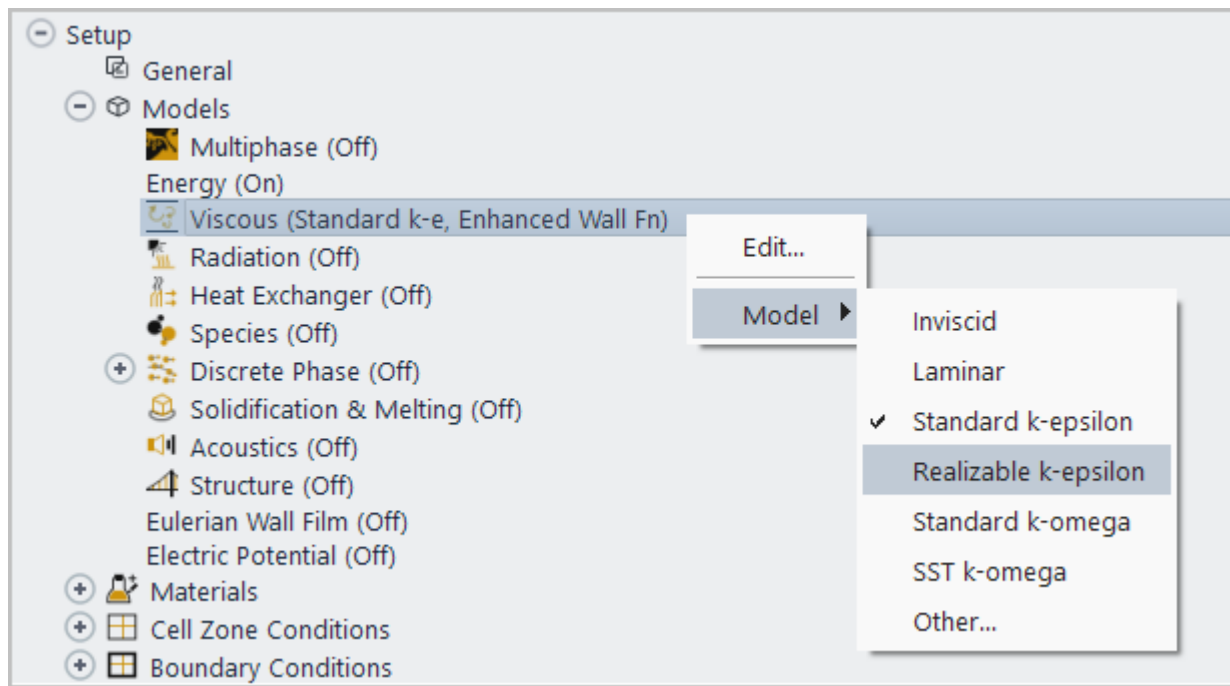 Setup
General
Models
Multiphase (Off)
Energy (On)
Viscous (Standard k-e, Enhanced Wall Fn)
Radiation (Off)
Heat Exchanger (Off)
Species (Off)
Discrete Phase (Off)
Solidification & Melting (Off)
Acoustics (Off)
Structure (Off)
Eulerian Wall Film (Off)
Electric Potential (Off)
Materials
Cell Zone Conditions
Boundary Conditions
Edit...
Model
Inviscid
Laminar
Standard k-epsilon
Realizable k-epsilon
Standard k-omega
SST k-omega
Other...